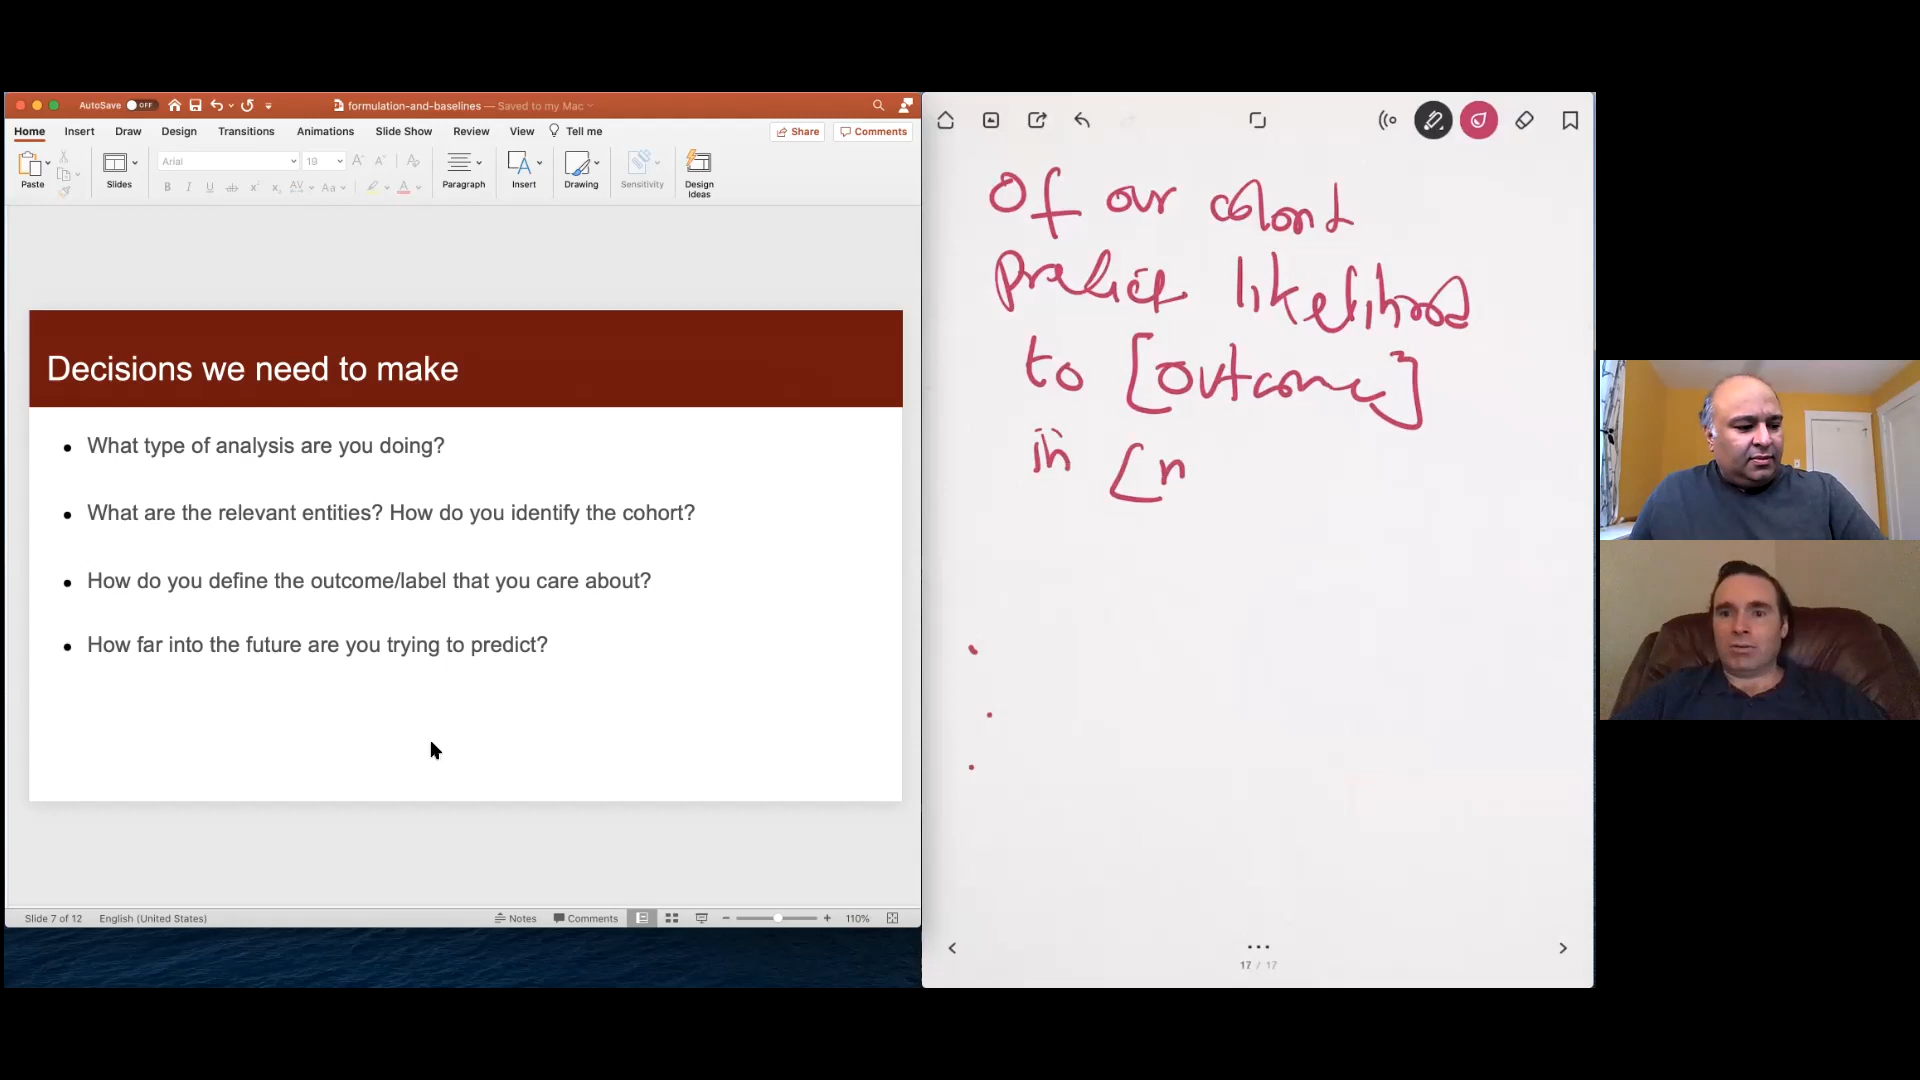 AutoSave OFF
formulation-and-baselines — Saved to my Mac
Home Insert Draw Design Transitions Animations Slide Show Review View Tell me
Share Comments
Arial 19
Paste Slides Paragraph Insert Drawing Sensitivity Design Ideas
Decisions we need to make
What type of analysis are you doing?
What are the relevant entities? How do you identify the cohort?
How do you define the outcome/label that you care about?
How far into the future are you trying to predict?
Slide 7 of 12 English (United States) Notes Comments 110%
Of our
predict likelihood
to [outcome]
in [n
17 / 17